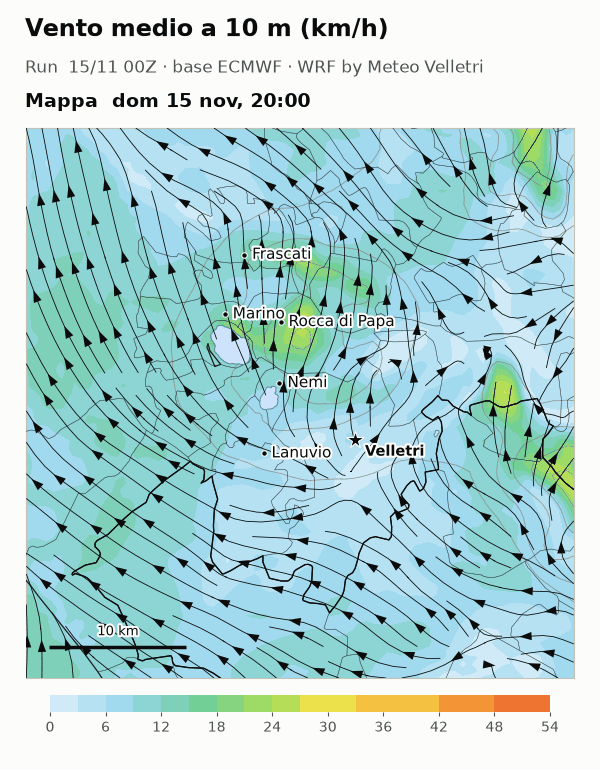 Vento medio a 10 m (km/h)
Run  15/11 00Z · base ECMWF · WRF by Meteo Velletri
Mappa  dom 15 nov, 20:00
Frascati
Marino
Rocca di Papa
Nemi
Velletri
Lanuvio
10 km
0 6 12 18 24 30 36 42 48 54